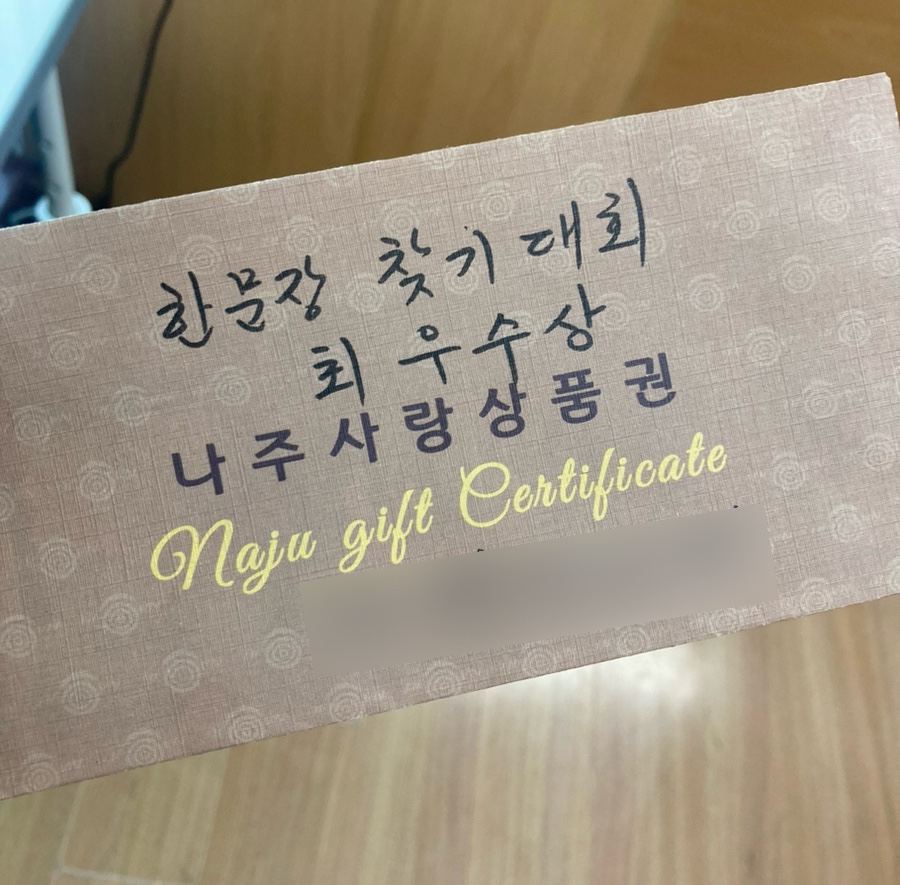 한문장 찾기 대회
최우수상
나주사랑상품권
Naju gift Certificate